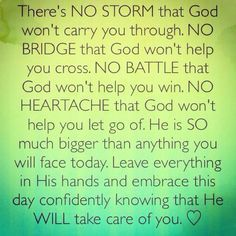 There's NO STORM that God
won't carry you through. NO
BRIDGE that God won't help
you cross. NO BATTLE that
God won't help you win. NO
HEARTACHE that God won't
help you let go of. He is SO
much bigger than anything you
will face today. Leave everything
in His hands and embrace this
day confidently knowing that He
WILL take care of you. ♡